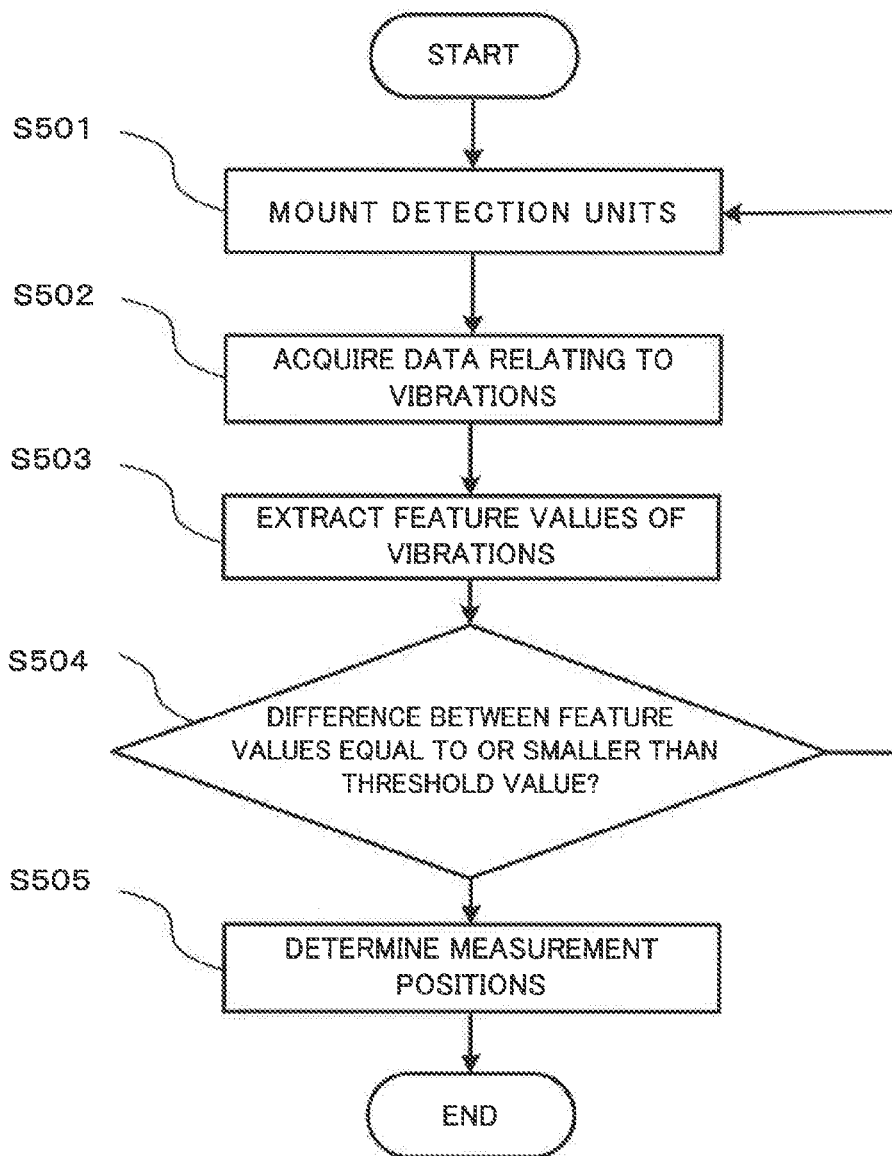 START
S501
MOUNT DETECTION UNITS
S502
ACQUIRE DATA RELATING TO
VIBRATIONS
S503
EXTRACT FEATURE VALUES OF
VIBRATIONS
S504
DIFFERENCE BETWEEN FEATURE
VALUES EQUAL TO OR SMALLER THAN
THRESHOLD VALUE?
S505
DETERMINE MEASUREMENT
POSITIONS
END